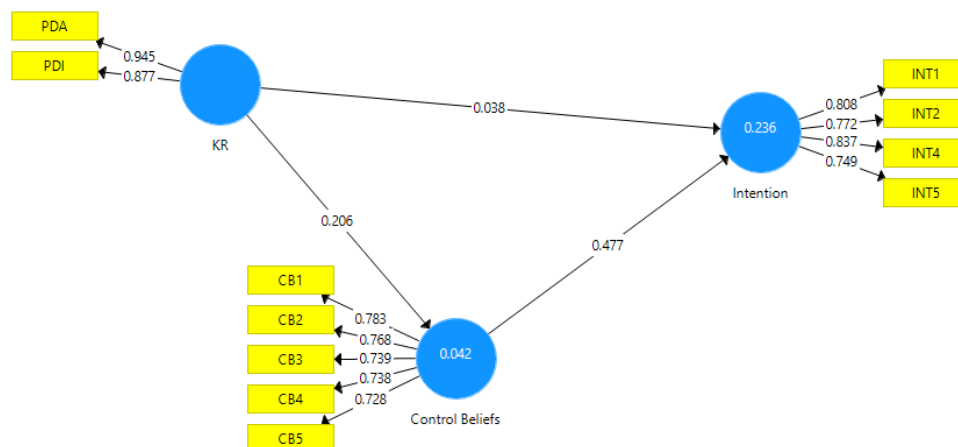 PDA
PDI
0.945
0.877
KR
0.038
0.206
0.236
Intention
0.808
0.772
0.837
0.749
INT1
INT2
INT4
INT5
0.477
CB1
CB2
CB3
CB4
CB5
0.783
0.768
0.739
0.738
0.728
0.042
Control Beliefs